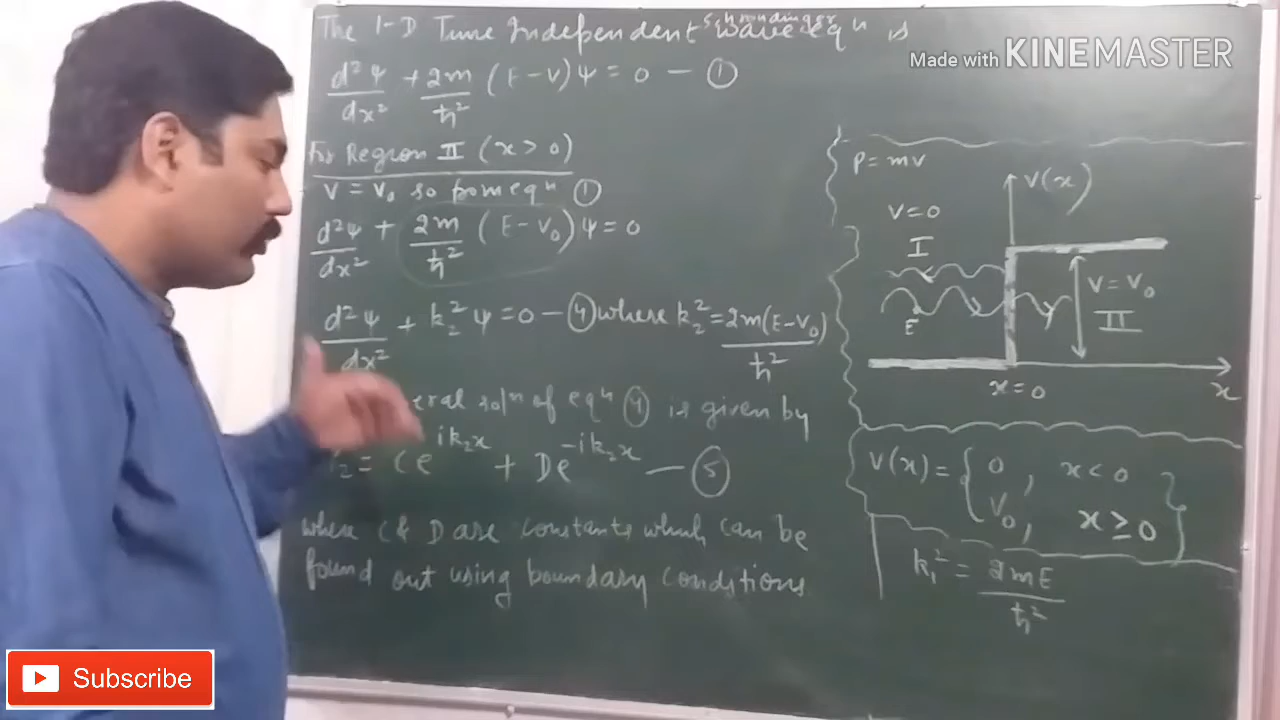 The 1-D Time Independent Schrodinger wave eqⁿ is
d²ψ/dx² + 2m/ħ² (E-V)ψ = 0 — ①
For Region II (x > 0)
V = V₀ so from eqⁿ ①
d²ψ/dx² + 2m/ħ² (E-V₀)ψ = 0
d²ψ/dx² + k₂²ψ = 0 — ④ where k₂² = 2m(E-V₀)/ħ²
solⁿ of eqⁿ ④ is given by
₂ = Ce^{ik₂x} + De^{-ik₂x} — ⑤
where C & D are constants which can be
found out using boundary conditions
Made with KINEMASTER
P = mv
V(x)
V=0
I
V = V₀
II
E
x=0
x
V(x) = { 0, x < 0
V₀, x ≥ 0
k₁² = 2mE/ħ²
Subscribe